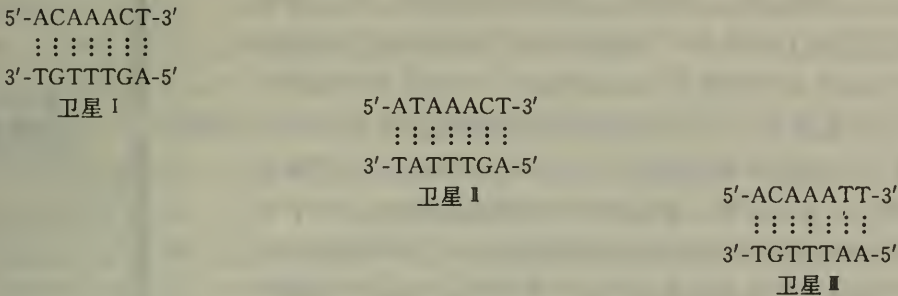 5′-ACAAACT-3′
3′-TGTTTGA-5′
卫星 Ⅰ
5′-ATAAACT-3′
3′-TATTTGA-5′
卫星 Ⅱ
5′-ACAAATT-3′
3′-TGTTTAA-5′
卫星 Ⅲ